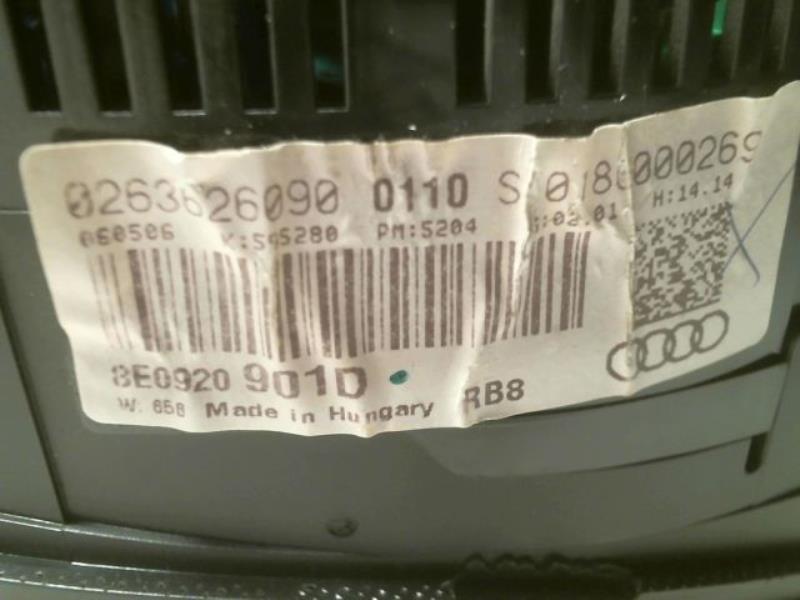 0263626090 0110
060506 PM:5204 H:14.14
8E0920 901D RB8
W: 658 Made in Hungary